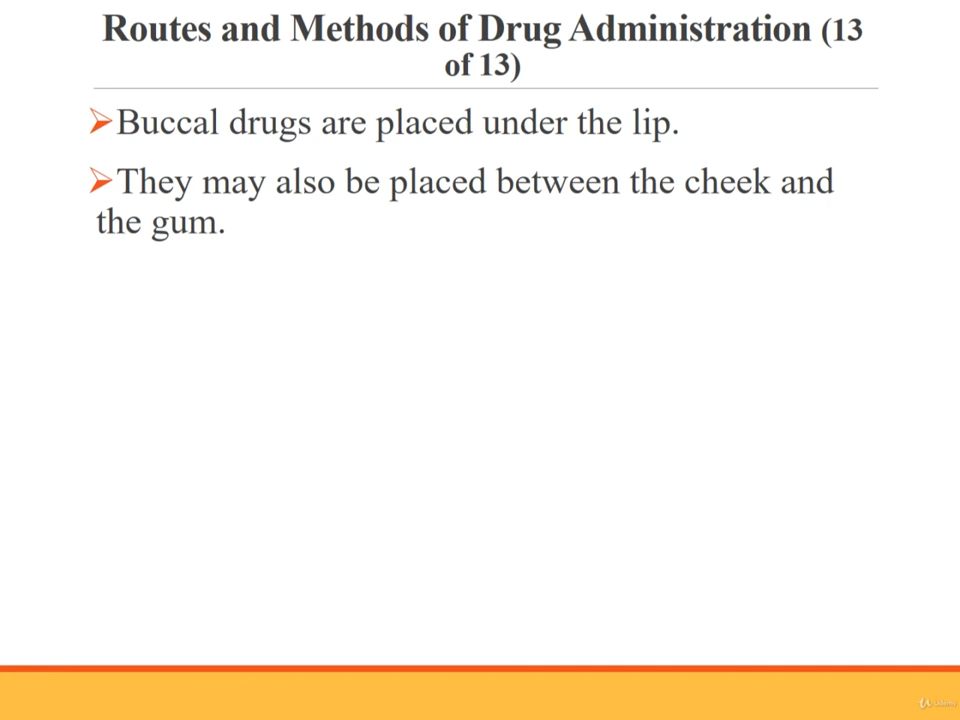 Routes and Methods of Drug Administration (13
of 13)
Buccal drugs are placed under the lip.
They may also be placed between the cheek and
the gum.
Udemy